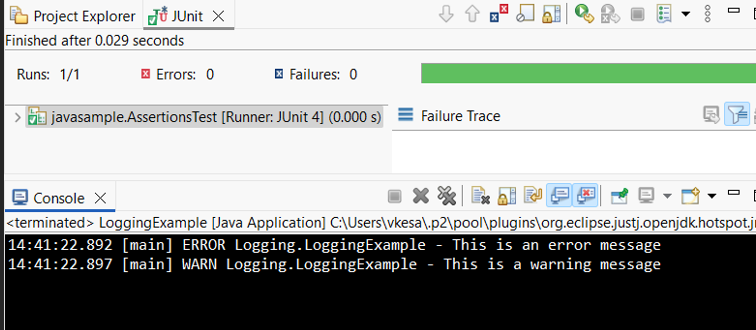 Project Explorer JUnit
Finished after 0.029 seconds
Runs: 1/1 Errors: 0 Failures: 0
javasample.AssertionsTest [Runner: JUnit 4] (0.000 s) Failure Trace
Console
<terminated> LoggingExample [Java Application] C:\Users\vkesa\.p2\pool\plugins\org.eclipse.justj.openjdk.hotspot.j
14:41:22.892 [main] ERROR Logging.LoggingExample - This is an error message
14:41:22.897 [main] WARN Logging.LoggingExample - This is a warning message